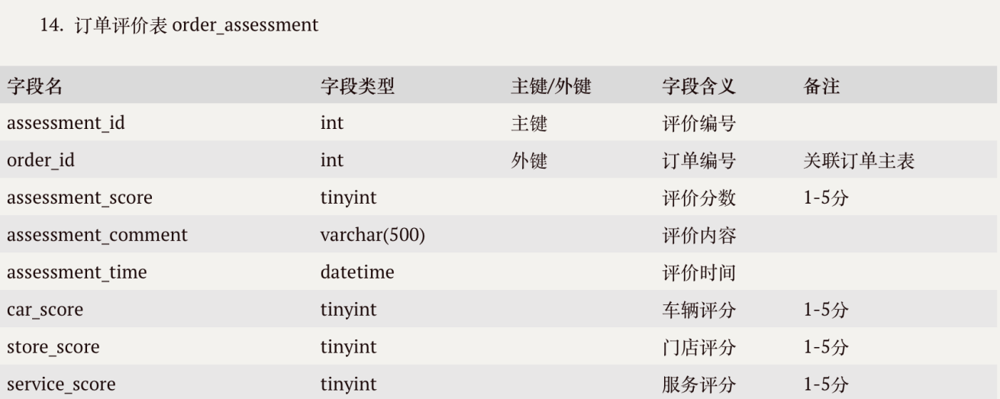 14. 订单评价表 order_assessment
字段名 字段类型 主键/外键 字段含义 备注
assessment_id int 主键 评价编号
order_id int 外键 订单编号 关联订单主表
assessment_score tinyint 评价分数 1-5分
assessment_comment varchar(500) 评价内容
assessment_time datetime 评价时间
car_score tinyint 车辆评分 1-5分
store_score tinyint 门店评分 1-5分
service_score tinyint 服务评分 1-5分